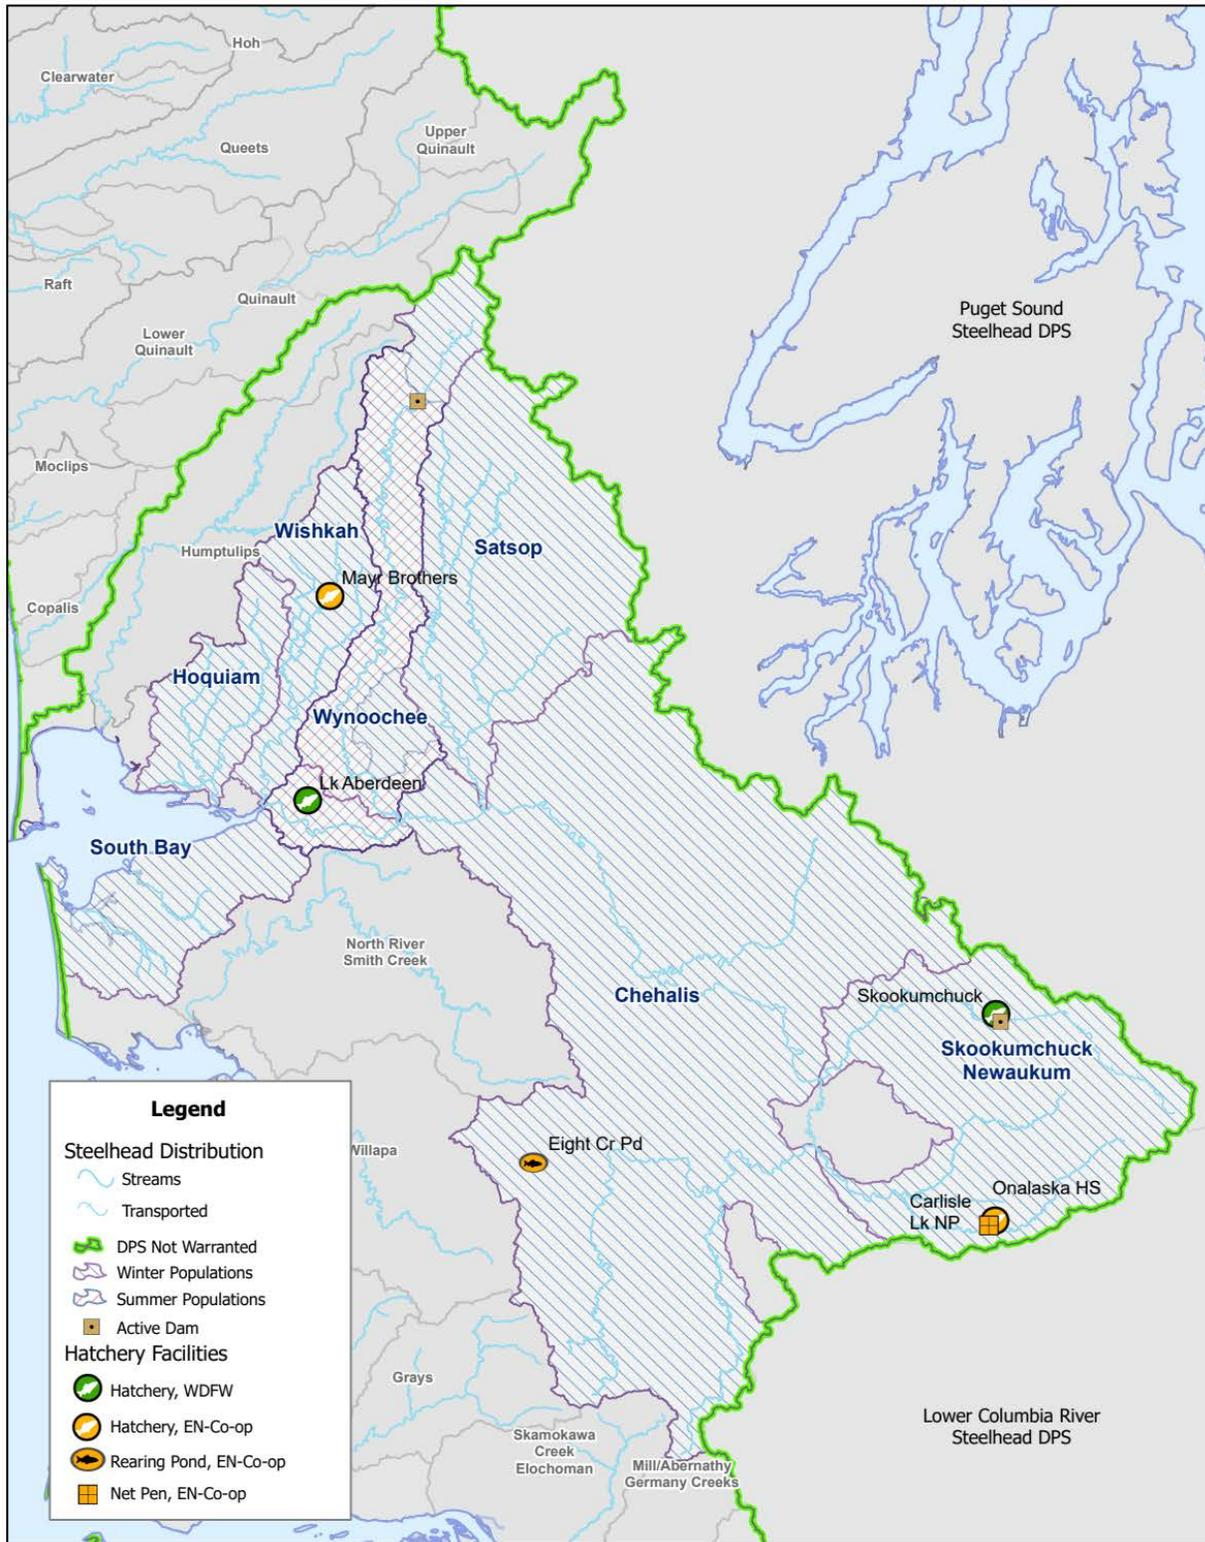 Hoh
Clearwater
Queets
Upper
Quinault
Raft
Quinault
Lower
Quinault
Puget Sound
Steelhead DPS
Moclips
Wishkah
Humptulips
Satsop
Mayr Brothers
Copalis
Hoquiam
Wynoochee
Lk Aberdeen
South Bay
North River
Smith Creek
Chehalis
Skookumchuck
Skookumchuck
Newaukum
Eight Cr Pd
Willapa
Onalaska HS
Carlisle
Lk NP
Grays
Skamokawa
Creek
Elochoman
Mill/Abernathy
Germany Creeks
Lower Columbia River
Steelhead DPS
Legend
Steelhead Distribution
Streams
Transported
DPS Not Warranted
Winter Populations
Summer Populations
Active Dam
Hatchery Facilities
Hatchery, WDFW
Hatchery, EN-Co-op
Rearing Pond, EN-Co-op
Net Pen, EN-Co-op